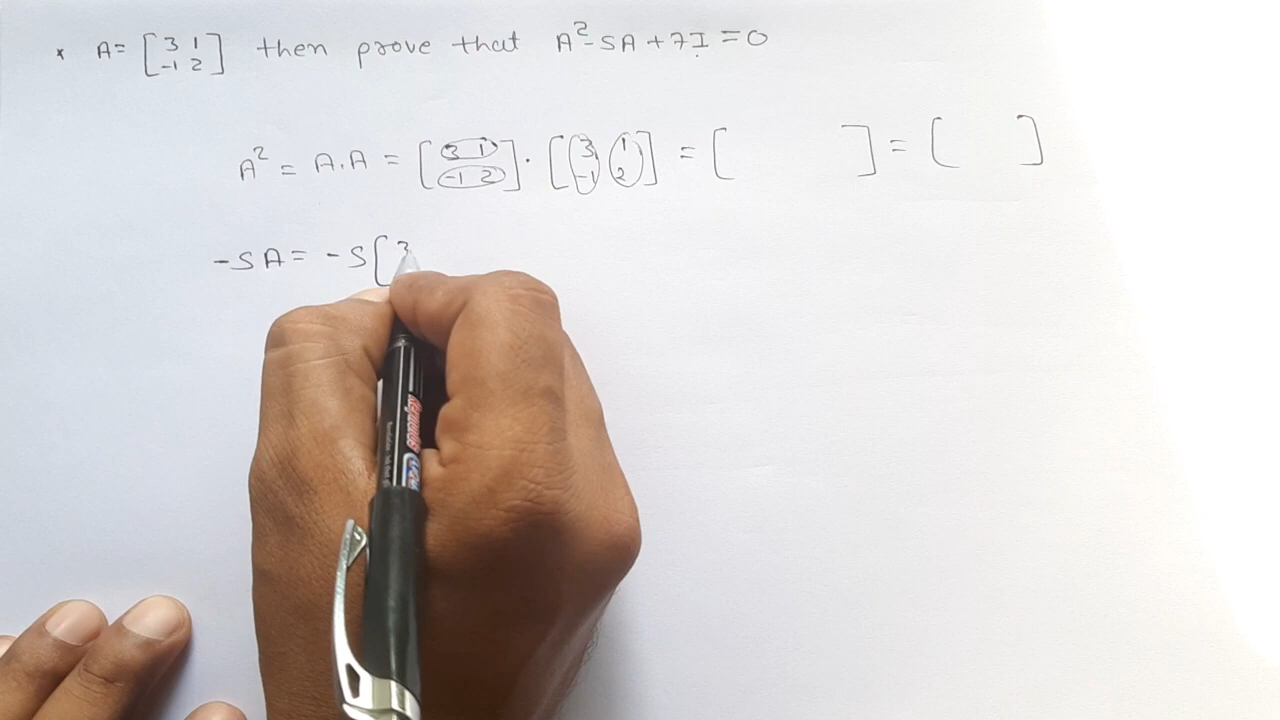 * A = [ 3 1 -1 2 ] then prove that A² - 5A + 7I = 0
A² = A.A = [ 3 1 -1 2 ] . [ 3 1 -1 2 ] = [ ] = [ ]
-5A = -5 [ 3
Reynolds